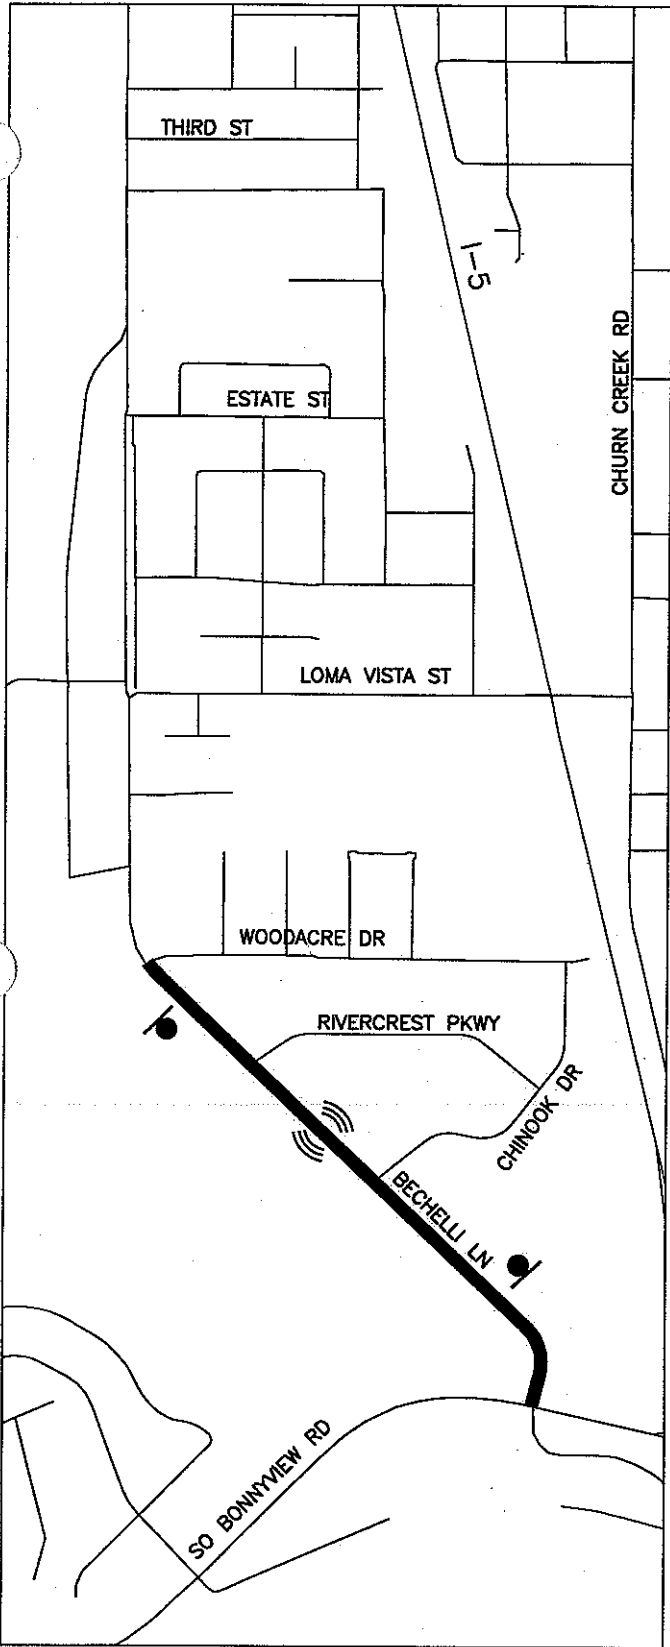 THIRD ST
I-5
CHURN CREEK RD
ESTATE ST
LOMA VISTA ST
WOODACRE DR
RIVERCREST PKWY
CHINOOK DR
BECHELLI LN
SO BONNYVIEW RD